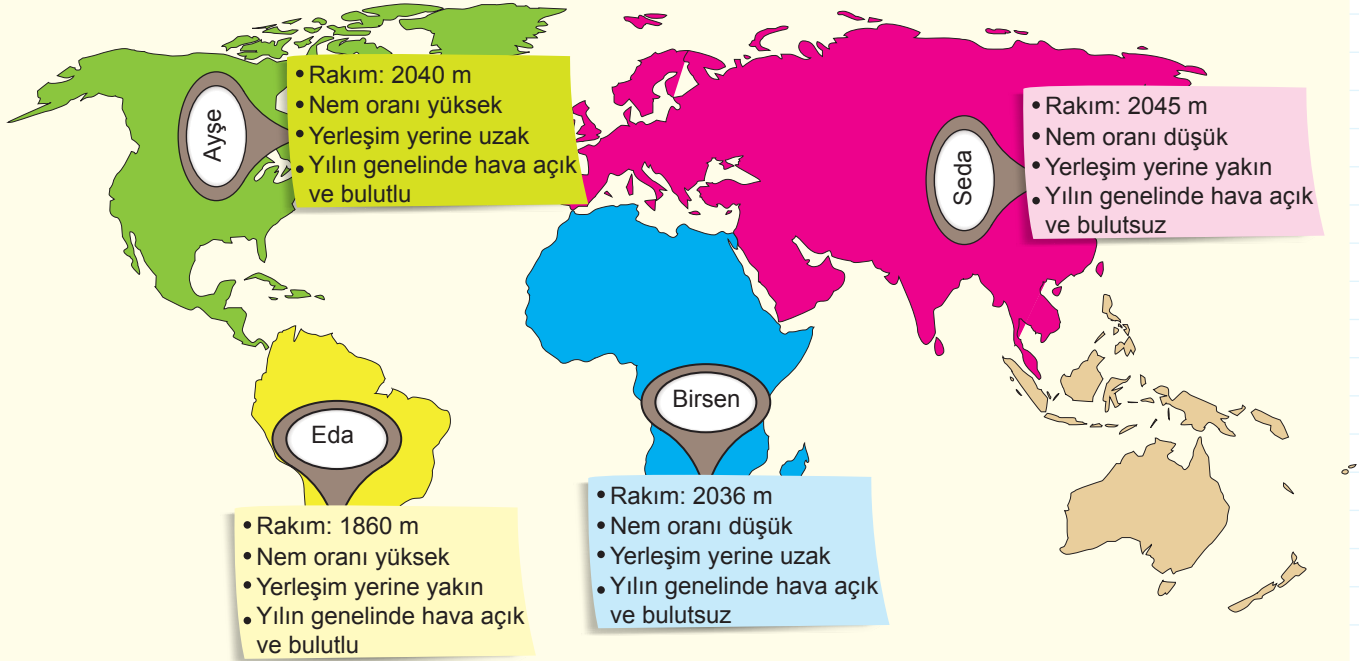 Ayşe
• Rakım: 2040 m
• Nem oranı yüksek
• Yerleşim yerine uzak
• Yılın genelinde hava açık
ve bulutlu
Seda
• Rakım: 2045 m
• Nem oranı düşük
• Yerleşim yerine yakın
• Yılın genelinde hava açık
ve bulutsuz
Eda
• Rakım: 1860 m
• Nem oranı yüksek
• Yerleşim yerine yakın
• Yılın genelinde hava açık
ve bulutlu
Birsen
• Rakım: 2036 m
• Nem oranı düşük
• Yerleşim yerine uzak
• Yılın genelinde hava açık
ve bulutsuz